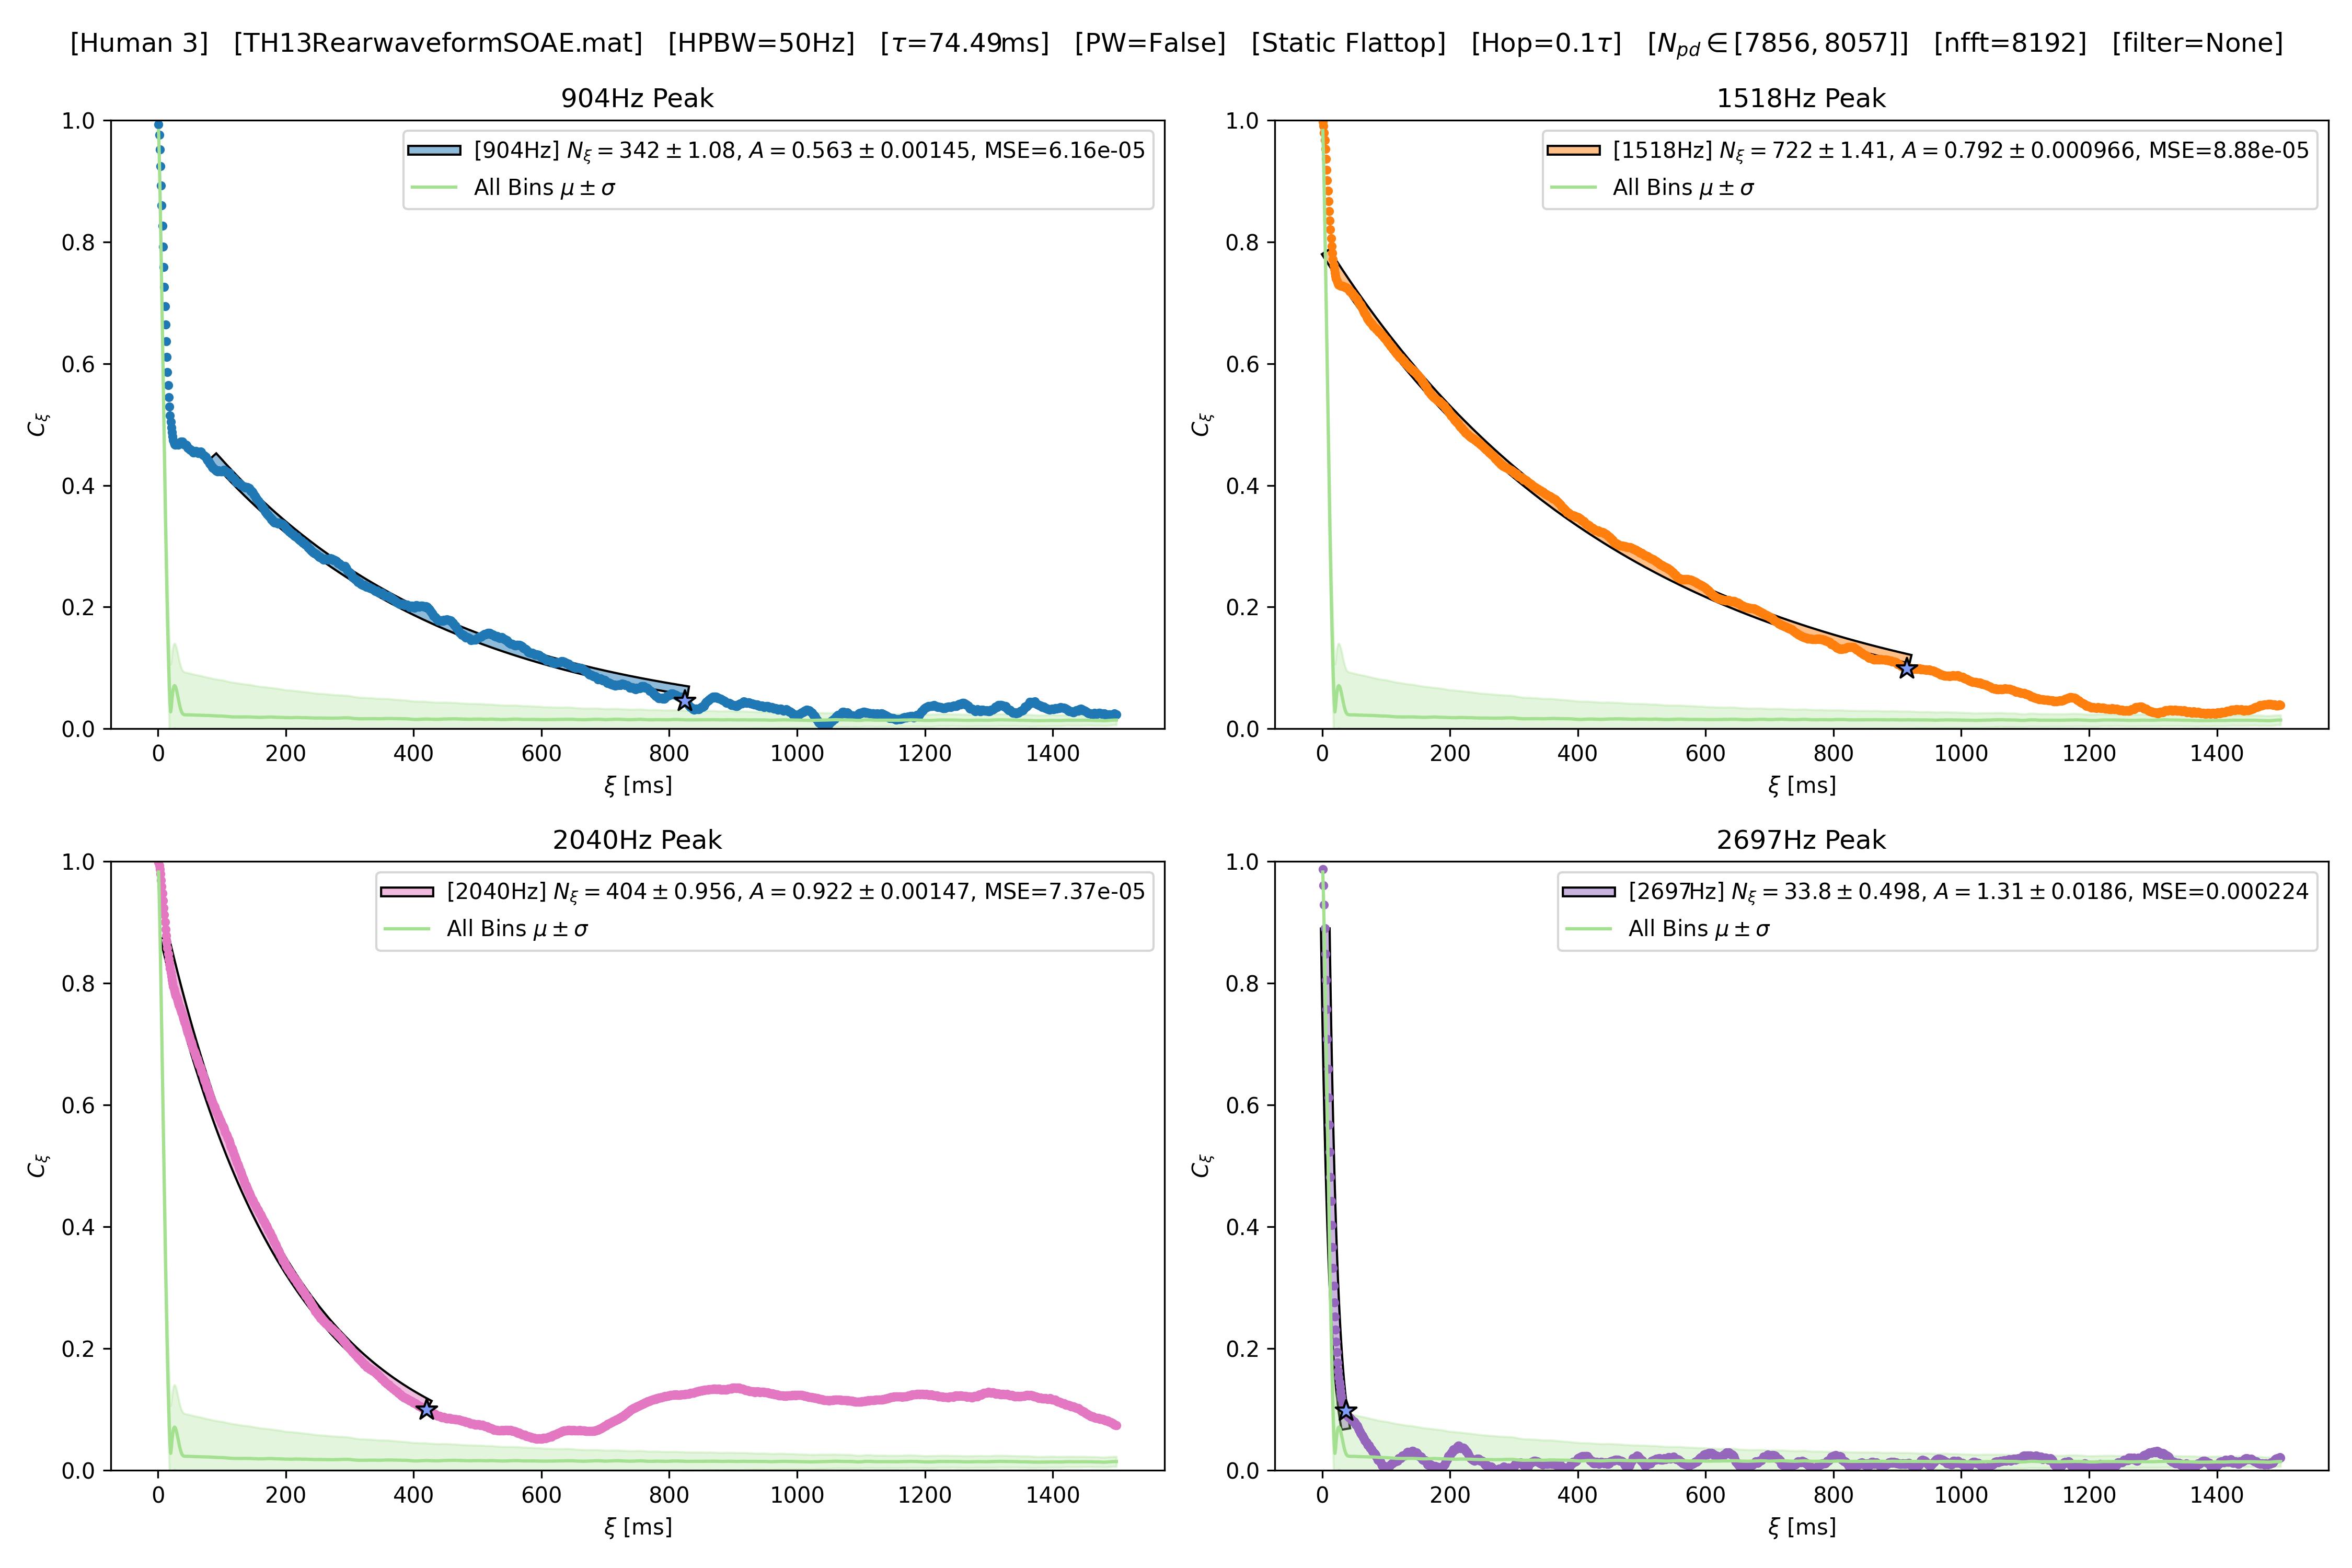 [Human 3] [TH13RearwaveformSOAE.mat] [HPBW=50Hz] [τ=74.49ms] [PW=False] [Static Flattop] [Hop=0.1τ] [N_pd ∈ [7856, 8057]] [nfft=8192] [filter=None]
904Hz Peak
[904Hz] N_ξ = 342 ± 1.08, A = 0.563 ± 0.00145, MSE=6.16e-05
All Bins μ ± σ
1.0
0.8
0.6
0.4
0.2
0.0
C_ξ
0 200 400 600 800 1000 1200 1400
ξ [ms]
1518Hz Peak
[1518Hz] N_ξ = 722 ± 1.41, A = 0.792 ± 0.000966, MSE=8.88e-05
All Bins μ ± σ
1.0
0.8
0.6
0.4
0.2
0.0
C_ξ
0 200 400 600 800 1000 1200 1400
ξ [ms]
2040Hz Peak
[2040Hz] N_ξ = 404 ± 0.956, A = 0.922 ± 0.00147, MSE=7.37e-05
All Bins μ ± σ
1.0
0.8
0.6
0.4
0.2
0.0
C_ξ
0 200 400 600 800 1000 1200 1400
ξ [ms]
2697Hz Peak
[2697Hz] N_ξ = 33.8 ± 0.498, A = 1.31 ± 0.0186, MSE=0.000224
All Bins μ ± σ
1.0
0.8
0.6
0.4
0.2
0.0
C_ξ
0 200 400 600 800 1000 1200 1400
ξ [ms]